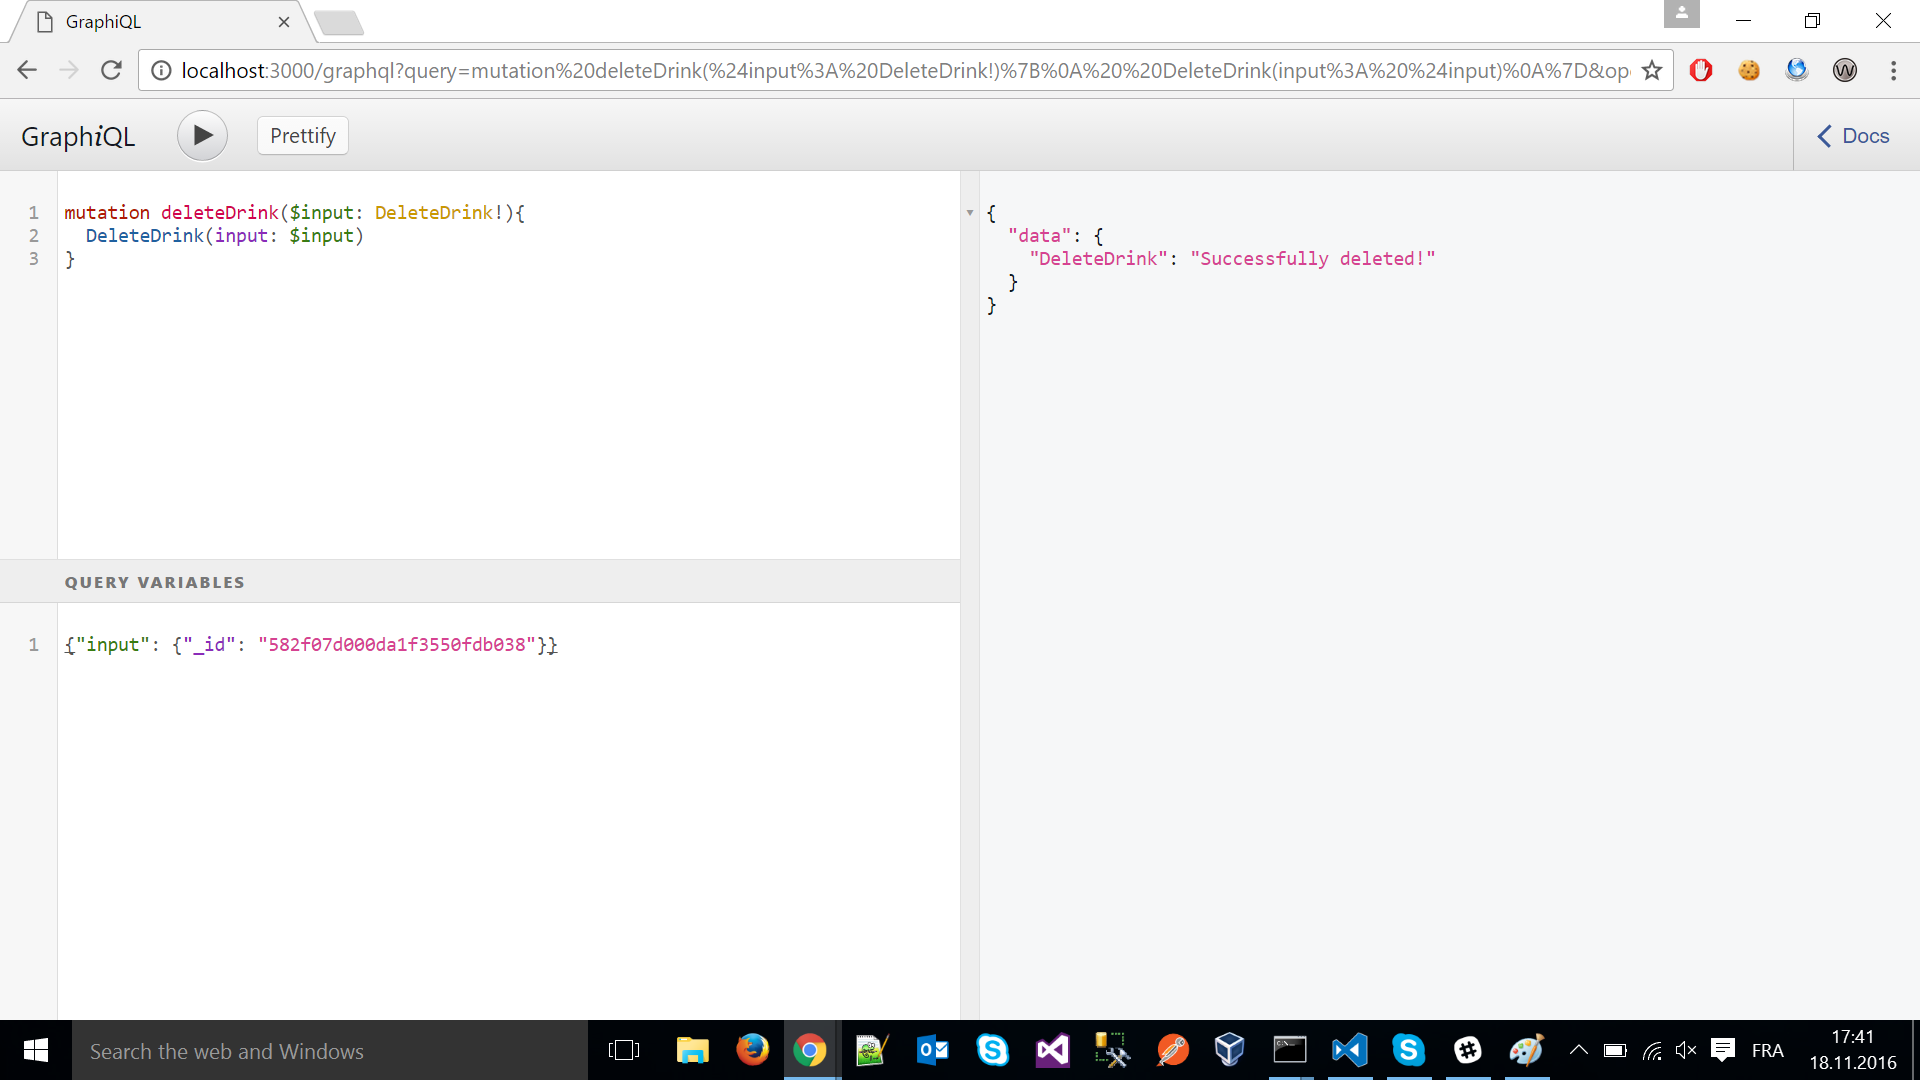 GraphiQL
localhost:3000/graphql?query=mutation%20deleteDrink(%24input%3A%20DeleteDrink!)%7B%0A%20%20DeleteDrink(input%3A%20%24input)%0A%7D&op
GraphiQL
Prettify
Docs
1 mutation deleteDrink($input: DeleteDrink!){
2 DeleteDrink(input: $input)
3 }
{
"data": {
"DeleteDrink": "Successfully deleted!"
}
}
QUERY VARIABLES
1 {"input": {"_id": "582f07d000da1f3550fdb038"}}
Search the web and Windows
FRA
17:41
18.11.2016